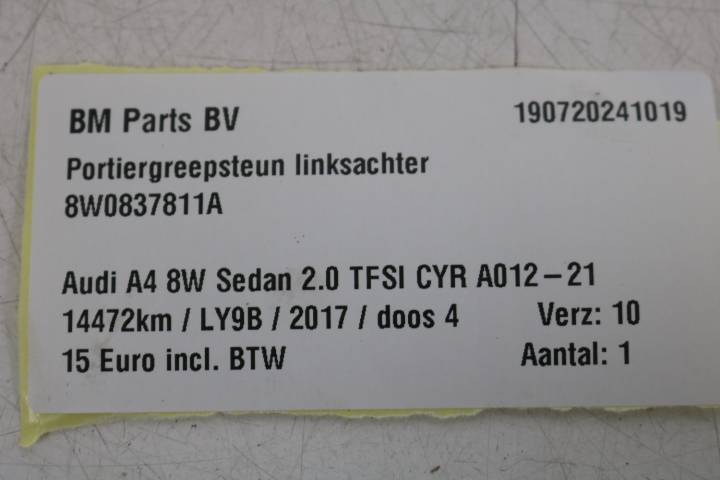 BM Parts BV 190720241019
Portiergreepsteun linksachter
8W0837811A
Audi A4 8W Sedan 2.0 TFSI CYR A012-21
14472km / LY9B / 2017 / doos 4 Verz: 10
15 Euro incl. BTW Aantal: 1